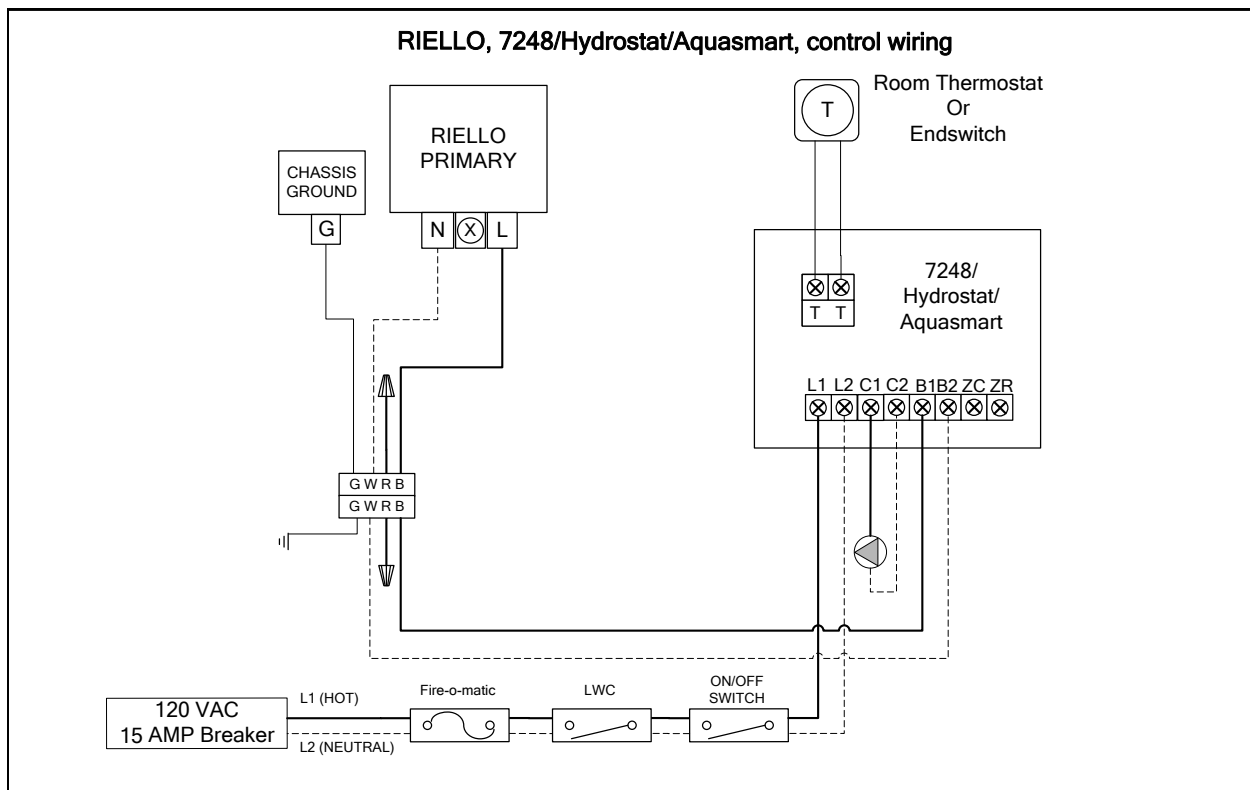 RIELLO, 7248/Hydrostat/Aquasmart, control wiring
Room Thermostat
Or
Endswitch
T
RIELLO
PRIMARY
N X L
CHASSIS
GROUND
G
7248/
Hydrostat/
Aquasmart
T T
L1 L2 C1 C2 B1 B2 ZC ZR
G W R B
G W R B
120 VAC
15 AMP Breaker
L1 (HOT)
L2 (NEUTRAL)
Fire-o-matic
LWC
ON/OFF
SWITCH